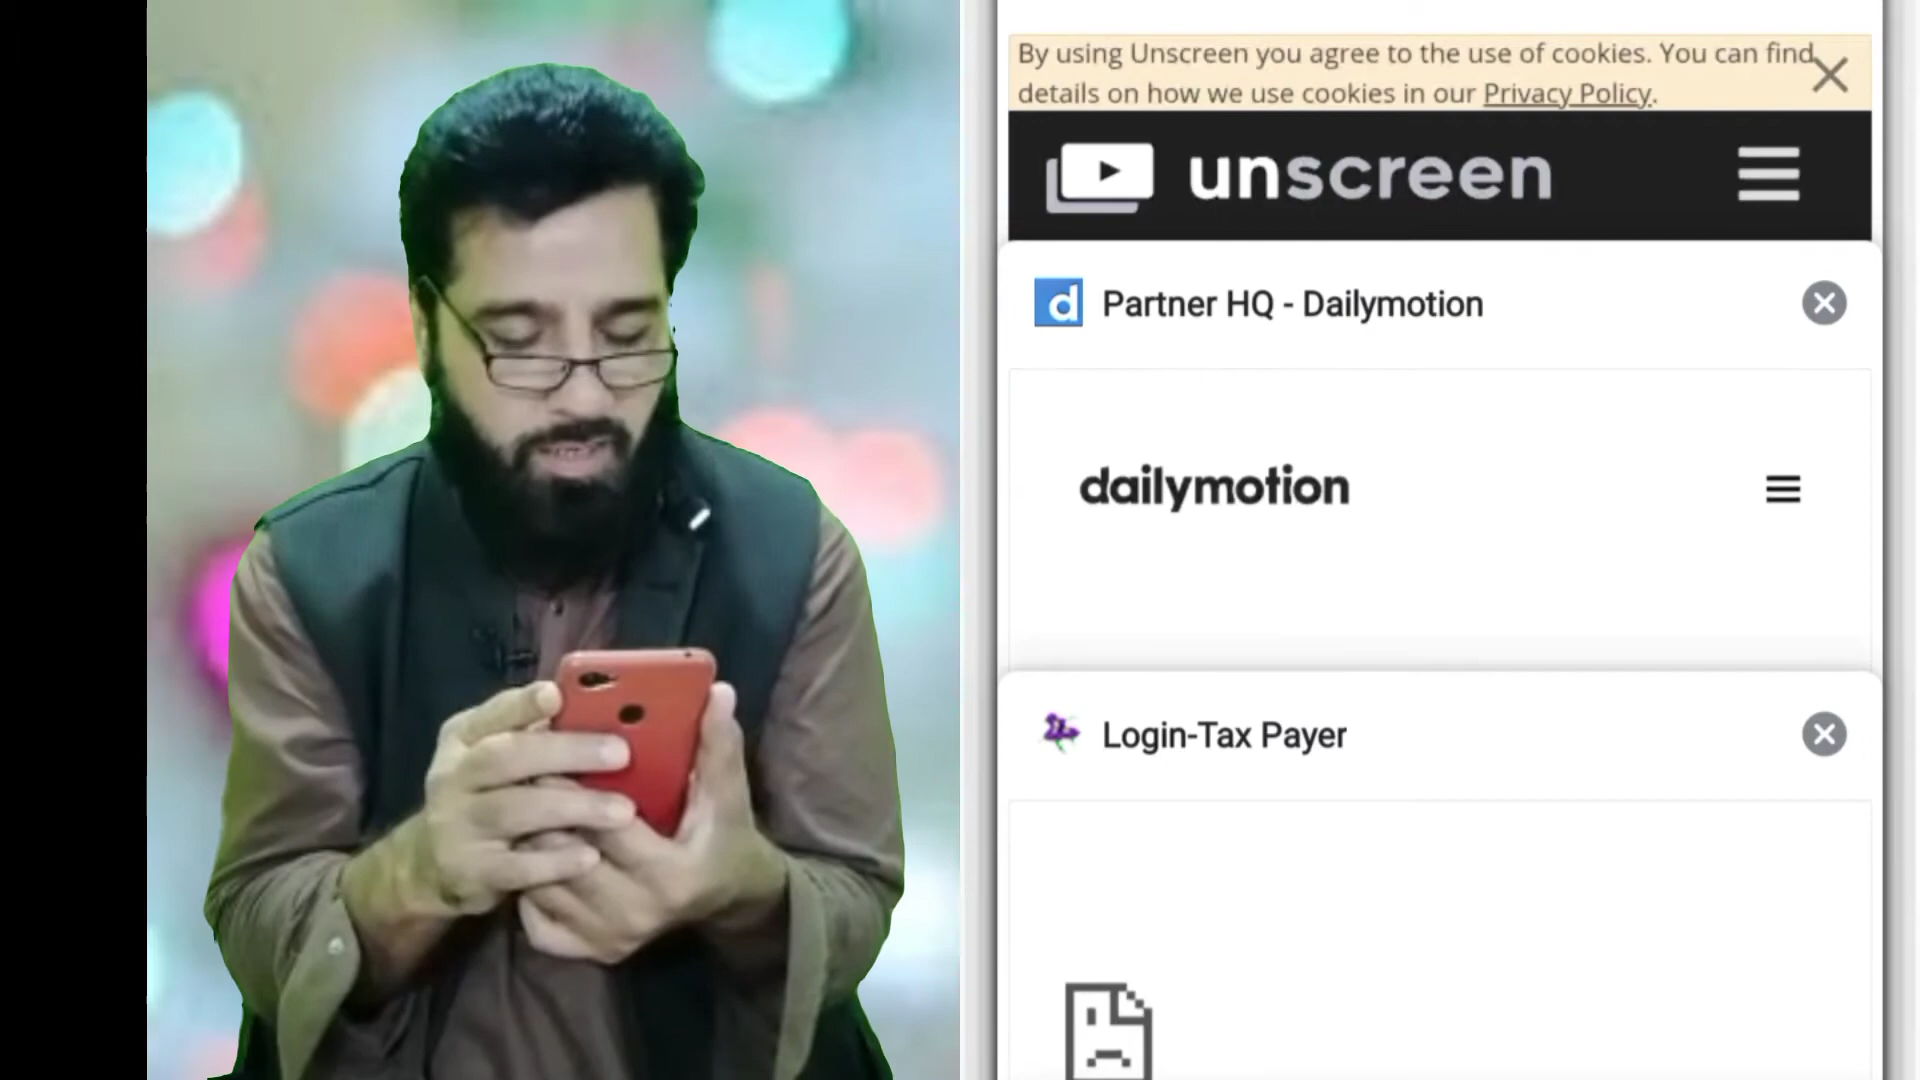 By using Unscreen you agree to the use of cookies. You can find
details on how we use cookies in our Privacy Policy.
unscreen
Partner HQ - Dailymotion
dailymotion
Login-Tax Payer